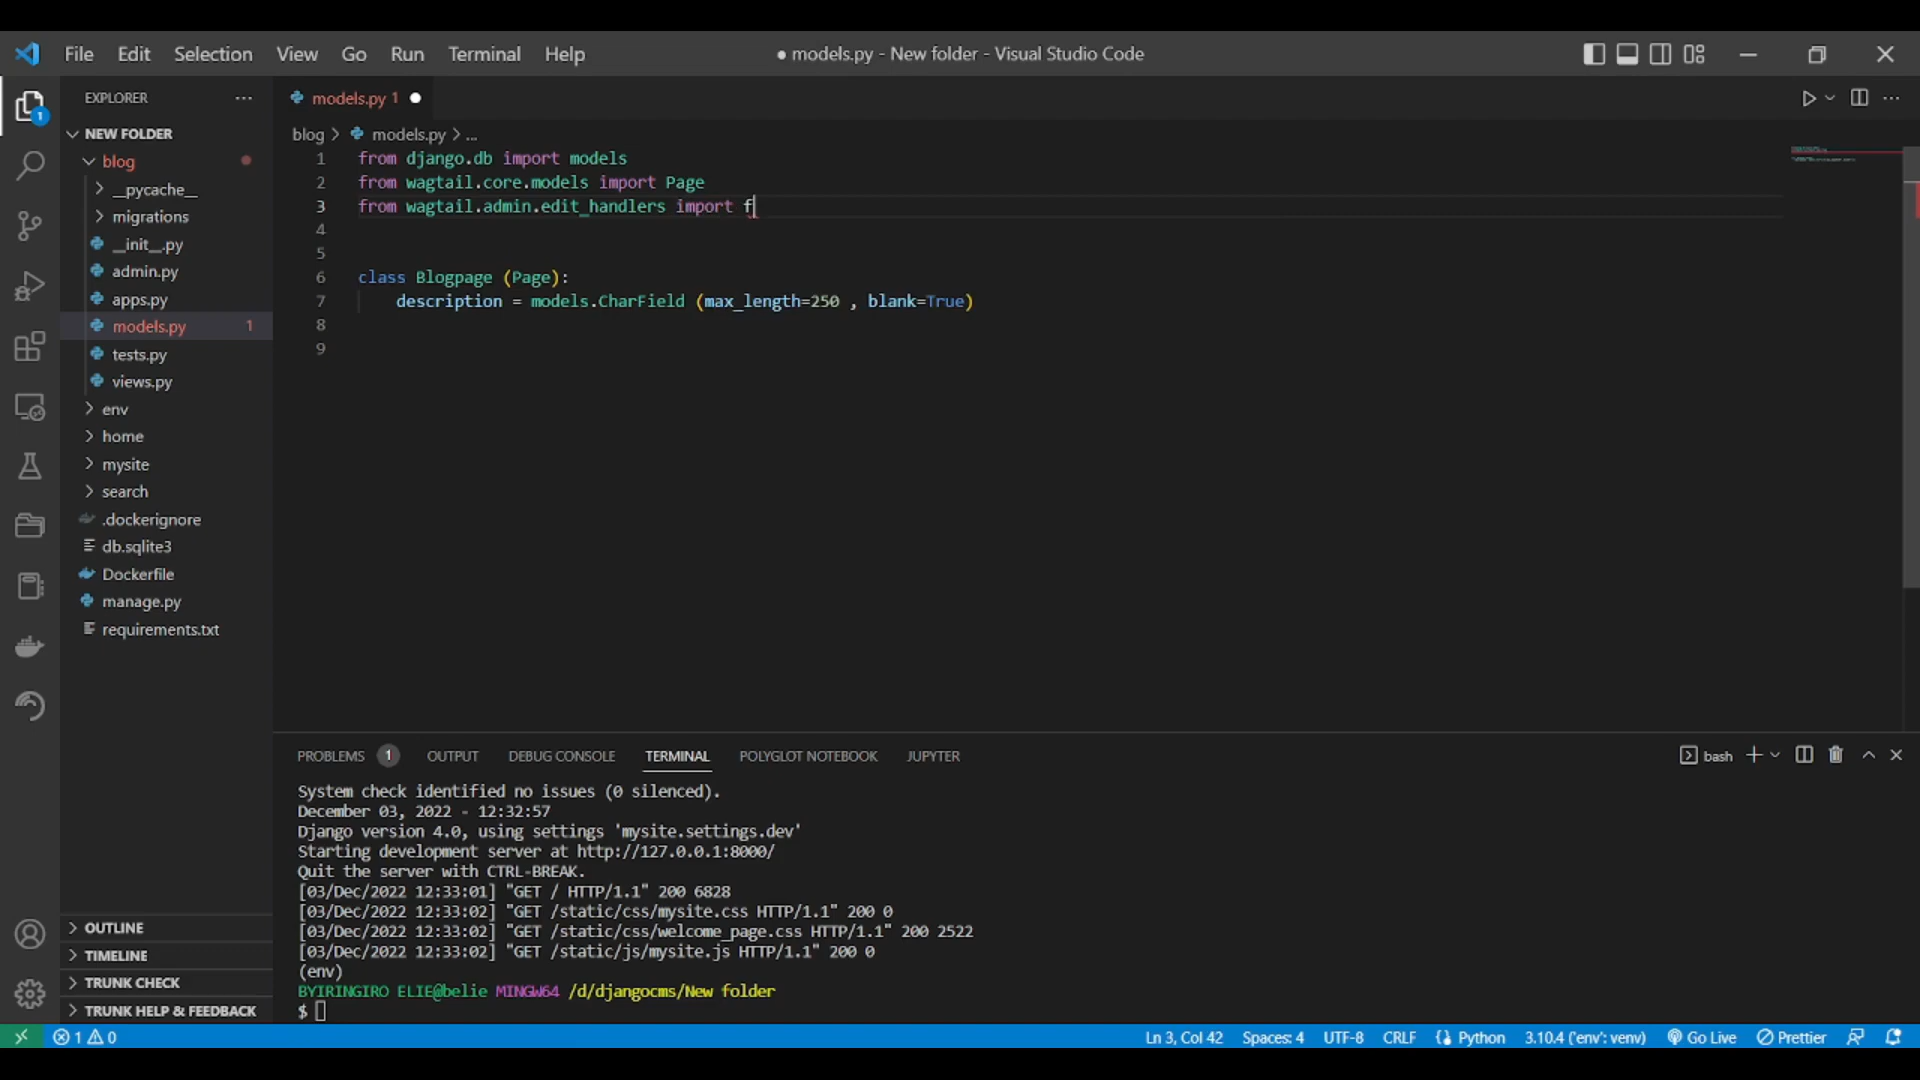 File Edit Selection View Go Run Terminal Help
● models.py - New folder - Visual Studio Code
EXPLORER
NEW FOLDER
blog
__pycache__
migrations
__init__.py
admin.py
apps.py
models.py 1
tests.py
views.py
env
home
mysite
search
.dockerignore
db.sqlite3
Dockerfile
manage.py
requirements.txt
OUTLINE
TIMELINE
TRUNK CHECK
TRUNK HELP & FEEDBACK
1
models.py 1
blog > models.py > ...
1 from django.db import models
2 from wagtail.core.models import Page
3 from wagtail.admin.edit_handlers import f
4
5
6 class Blogpage (Page):
7     description = models.CharField (max_length=250 , blank=True)
8
9
PROBLEMS 1 OUTPUT DEBUG CONSOLE TERMINAL POLYGLOT NOTEBOOK JUPYTER
bash
System check identified no issues (0 silenced).
December 03, 2022 - 12:32:57
Django version 4.0, using settings 'mysite.settings.dev'
Starting development server at http://127.0.0.1:8000/
Quit the server with CTRL-BREAK.
[03/Dec/2022 12:33:01] "GET / HTTP/1.1" 200 6828
[03/Dec/2022 12:33:02] "GET /static/css/mysite.css HTTP/1.1" 200 0
[03/Dec/2022 12:33:02] "GET /static/css/welcome_page.css HTTP/1.1" 200 2522
[03/Dec/2022 12:33:02] "GET /static/js/mysite.js HTTP/1.1" 200 0
(env)
BYIRINGIRO ELIE@belie MINGW64 /d/djangocms/New folder
$
1 0
Ln 3, Col 42 Spaces: 4 UTF-8 CRLF Python 3.10.4 ('env': venv) Go Live Prettier